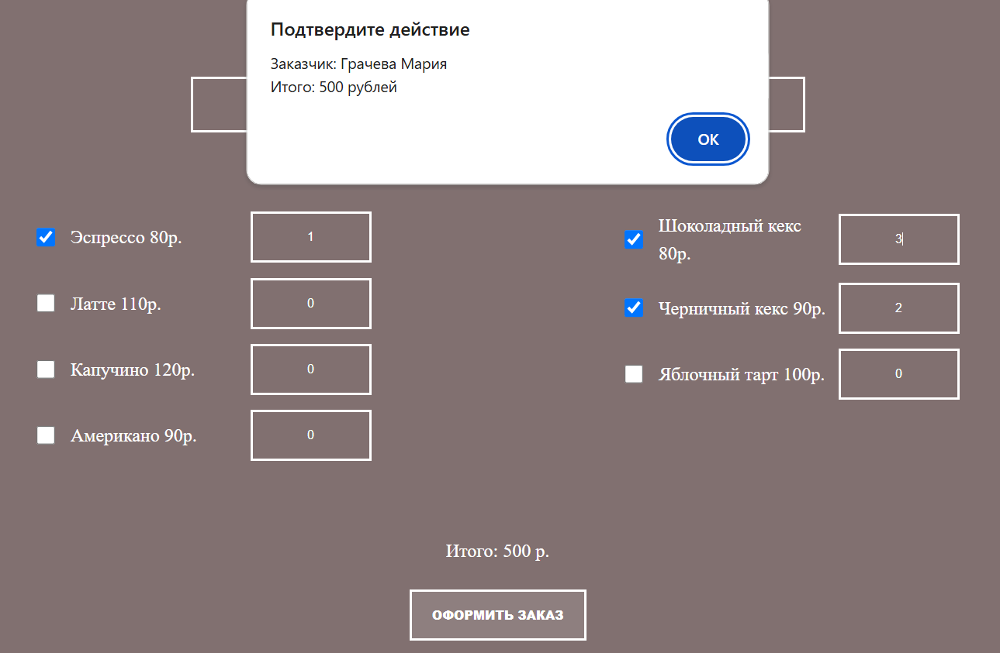 Подтвердите действие
Заказчик: Грачева Мария
Итого: 500 рублей
ОК
Эспрессо 80р.
1
Латте 110р.
0
Капучино 120р.
0
Американо 90р.
0
Шоколадный кекс
80р.
3
Черничный кекс 90р.
2
Яблочный тарт 100р.
0
Итого: 500 р.
ОФОРМИТЬ ЗАКАЗ